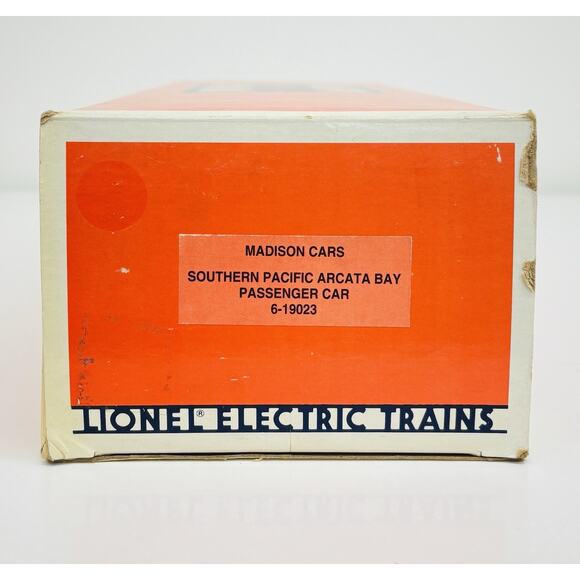 MADISON CARS
SOUTHERN PACIFIC ARCATA BAY
PASSENGER CAR
6-19023
LIONEL® ELECTRIC TRAINS